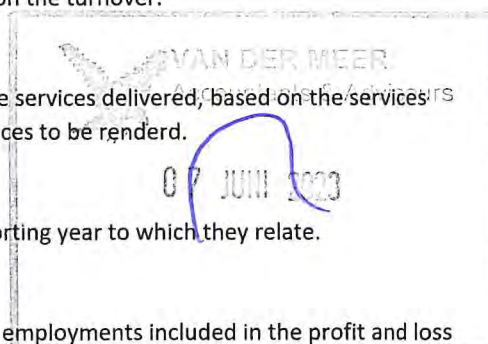 on the turnover.
VAN DER MEER
Accountants & Adviseurs
e services delivered, based on the services
ces to be renderd.
07 JUNI 2023
orting year to which they relate.
employments included in the profit and loss